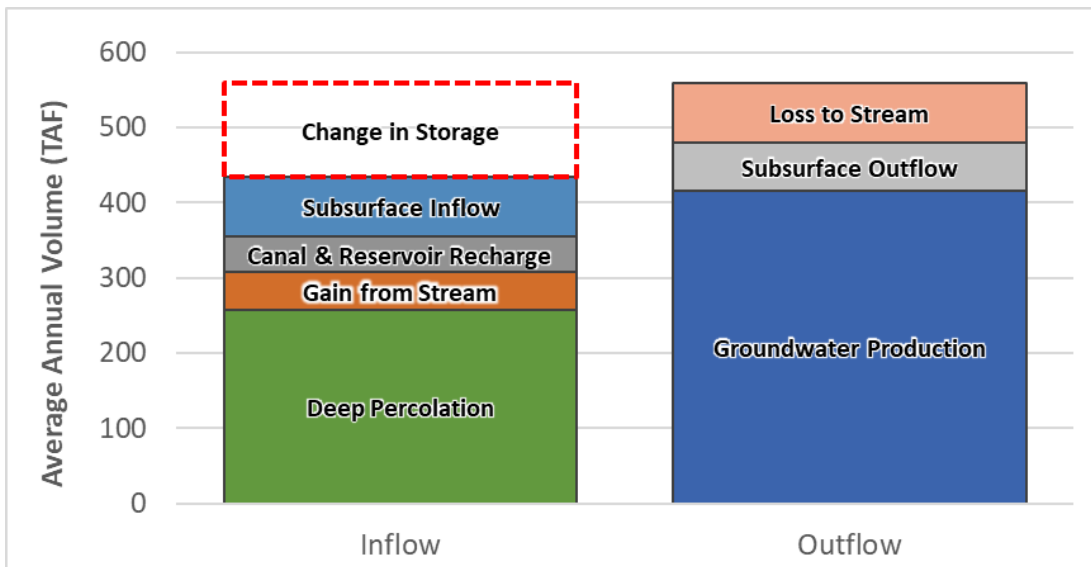 Average Annual Volume (TAF)
600
500
400
300
200
100
0
Change in Storage
Subsurface Inflow
Canal & Reservoir Recharge
Gain from Stream
Deep Percolation
Loss to Stream
Subsurface Outflow
Groundwater Production
Inflow
Outflow